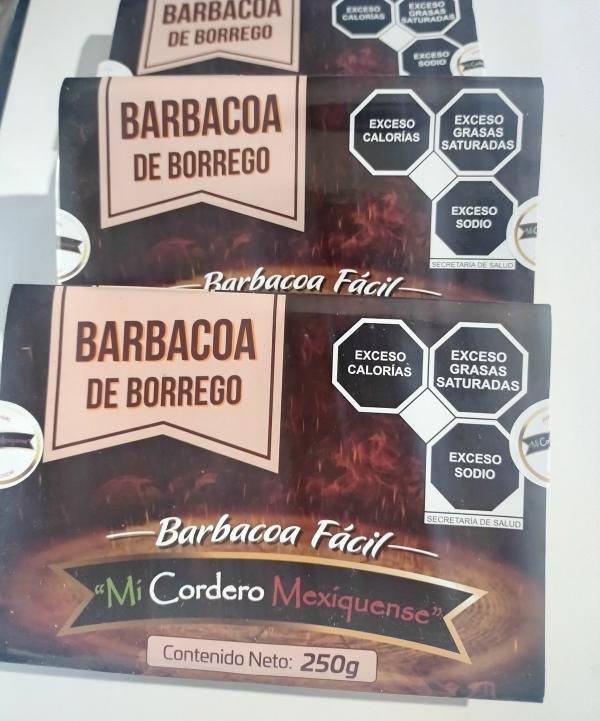 BARBACOA
DE BORREGO
EXCESO
CALORÍAS
EXCESO
GRASAS
SATURADAS
EXCESO
SODIO
BARBACOA
DE BORREGO
EXCESO
CALORÍAS
EXCESO
GRASAS
SATURADAS
EXCESO
SODIO
SECRETARÍA DE SALUD
Barbacoa Fácil
BARBACOA
DE BORREGO
EXCESO
CALORÍAS
EXCESO
GRASAS
SATURADAS
EXCESO
SODIO
SECRETARÍA DE SALUD
Barbacoa Fácil
“Mi Cordero Mexiquense”
Contenido Neto: 250g